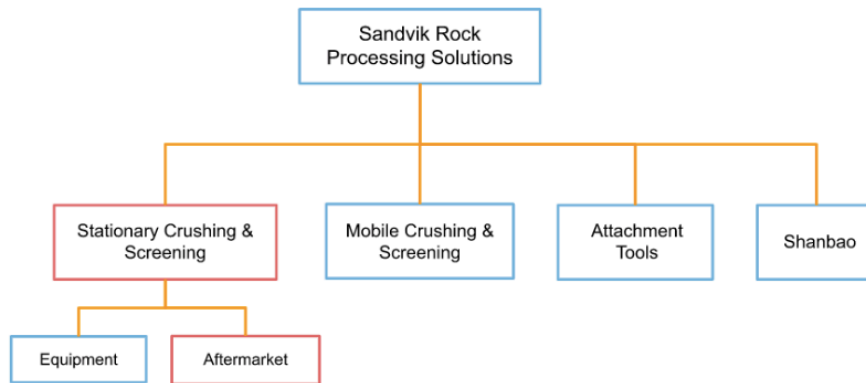 Sandvik Rock
Processing Solutions
Stationary Crushing &
Screening
Mobile Crushing &
Screening
Attachment
Tools
Shanbao
Equipment
Aftermarket